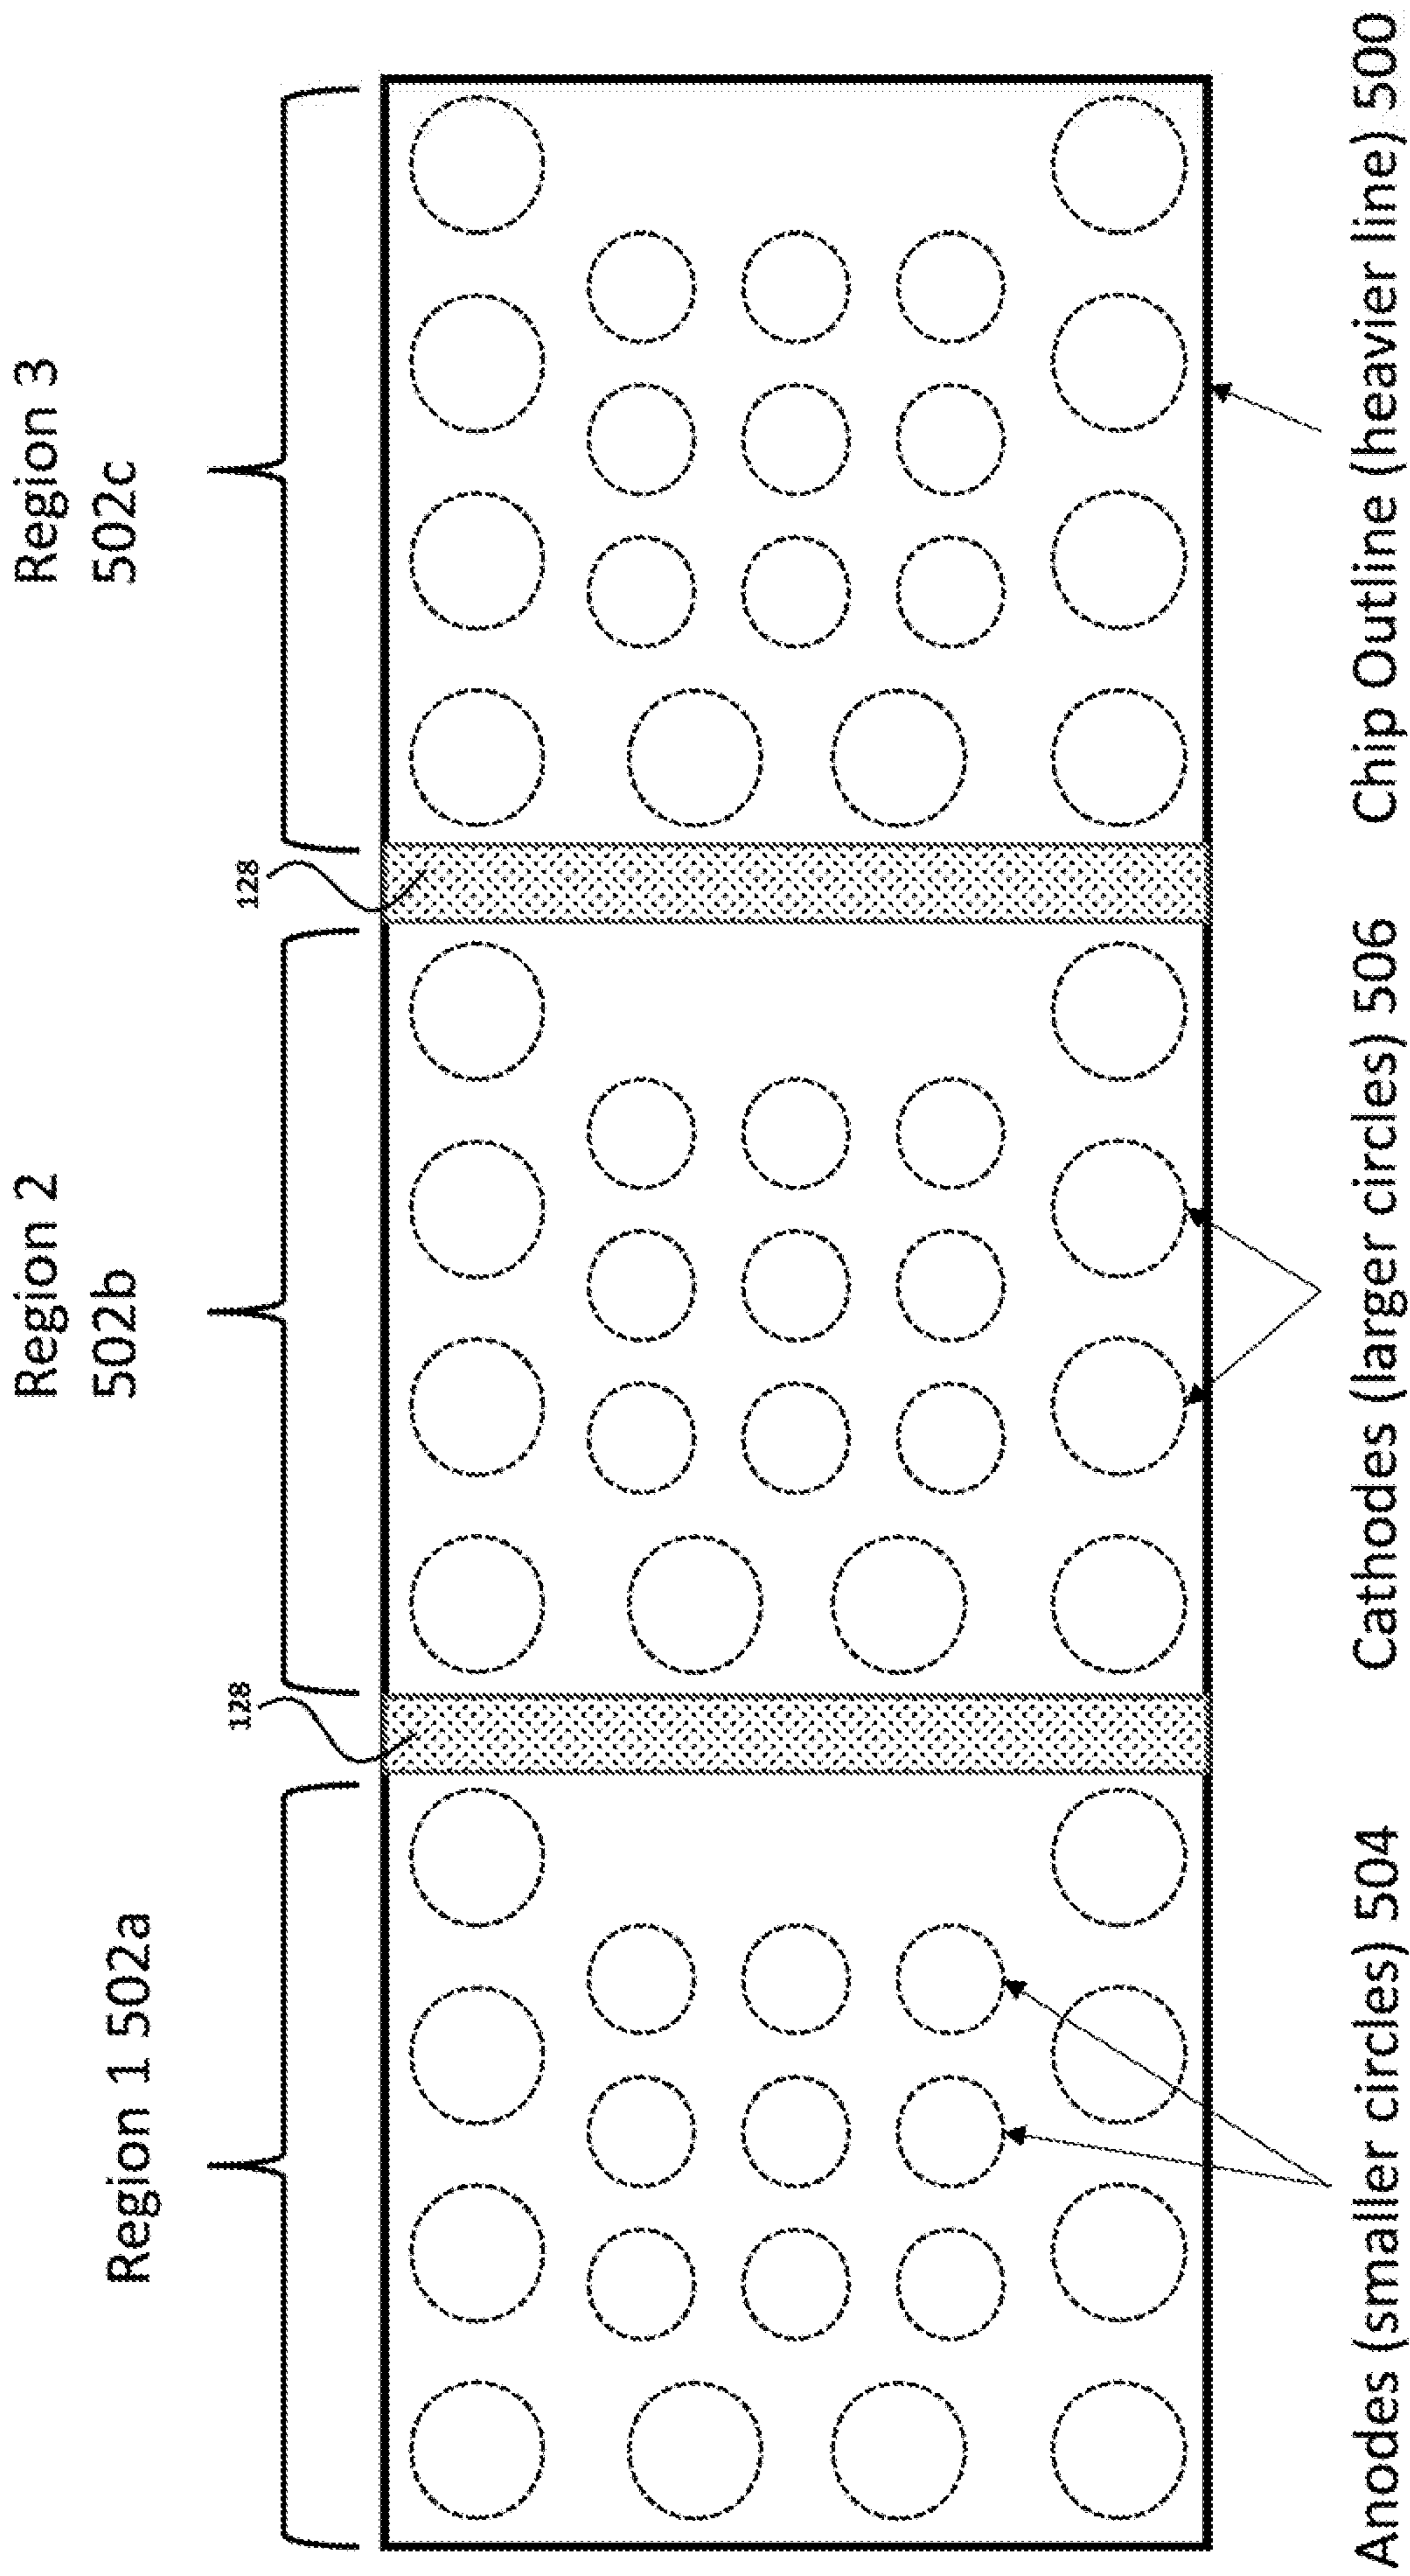 Region 1 502a
Region 2
502b
Region 3
502c
128
128
Anodes (smaller circles) 504
Cathodes (larger circles) 506
Chip Outline (heavier line) 500